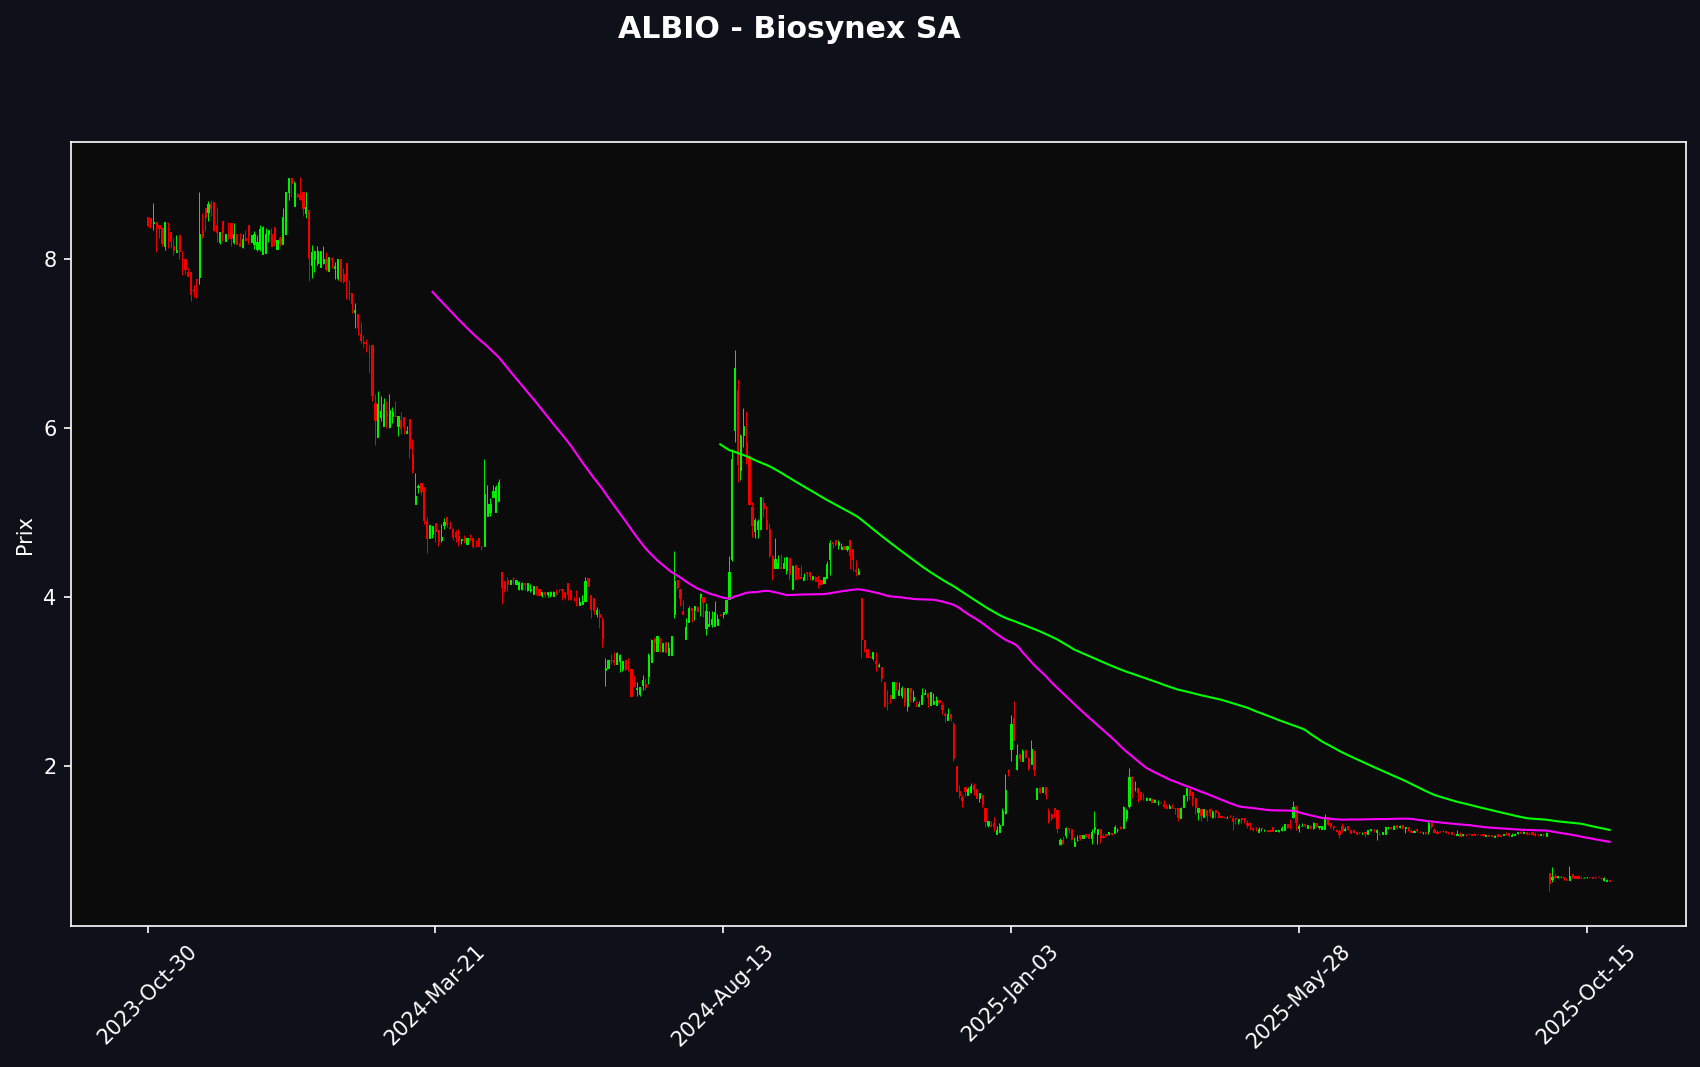 ALBIO - Biosynex SA
Prix
8
6
4
2
2023-Oct-30
2024-Mar-21
2024-Aug-13
2025-Jan-03
2025-May-28
2025-Oct-15